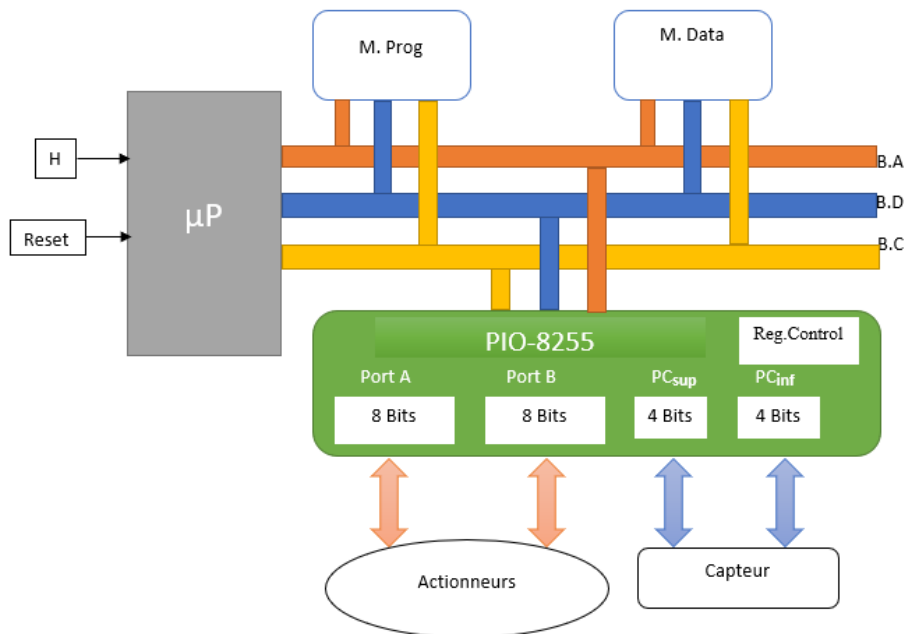 M. Prog
M. Data
H
B.A
µP
B.D
Reset
B.C
PIO-8255
Reg.Control
Port A
Port B
PCsup
PCinf
8 Bits
8 Bits
4 Bits
4 Bits
Actionneurs
Capteur